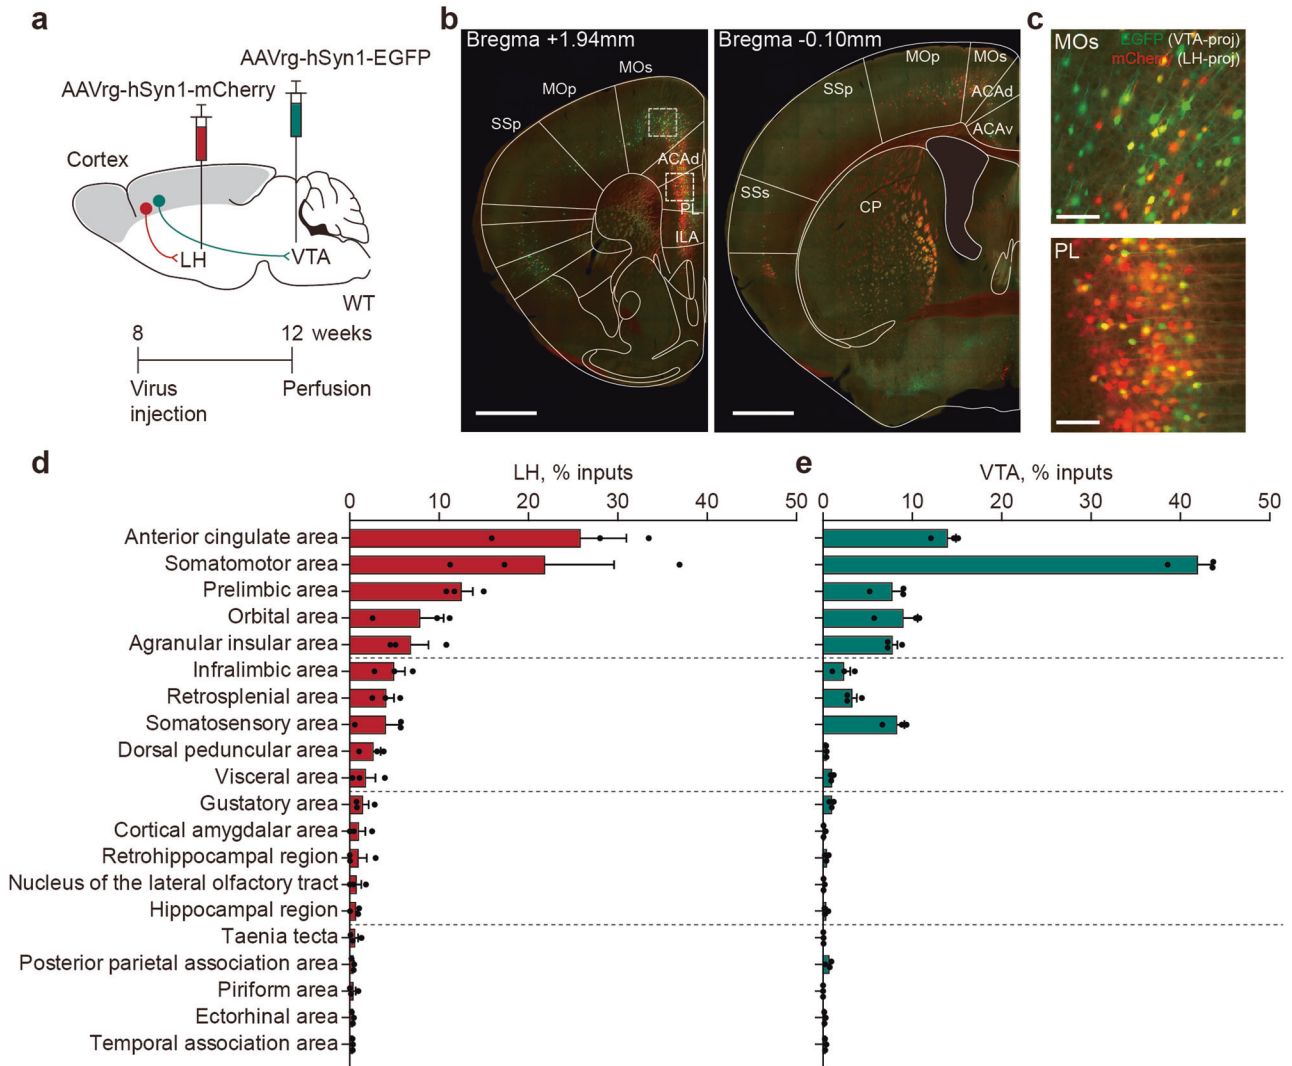 a
AAVrg-hSyn1-EGFP
AAVrg-hSyn1-mCherry
Cortex
LH
VTA
WT
8
12 weeks
Virus
injection
Perfusion
b
Bregma +1.94mm
MOs
MOp
SSp
ACAd
PL
ILA
Bregma -0.10mm
MOp
MOs
SSp
ACAd
ACAv
SSs
CP
c
MOs
EGFP (VTA-proj)
mCherry (LH-proj)
PL
d
LH, % inputs
0 10 20 30 40 50
e
VTA, % inputs
0 10 20 30 40 50
Anterior cingulate area
Somatomotor area
Prelimbic area
Orbital area
Agranular insular area
Infralimbic area
Retrosplenial area
Somatosensory area
Dorsal peduncular area
Visceral area
Gustatory area
Cortical amygdalar area
Retrohippocampal region
Nucleus of the lateral olfactory tract
Hippocampal region
Taenia tecta
Posterior parietal association area
Piriform area
Ectorhinal area
Temporal association area